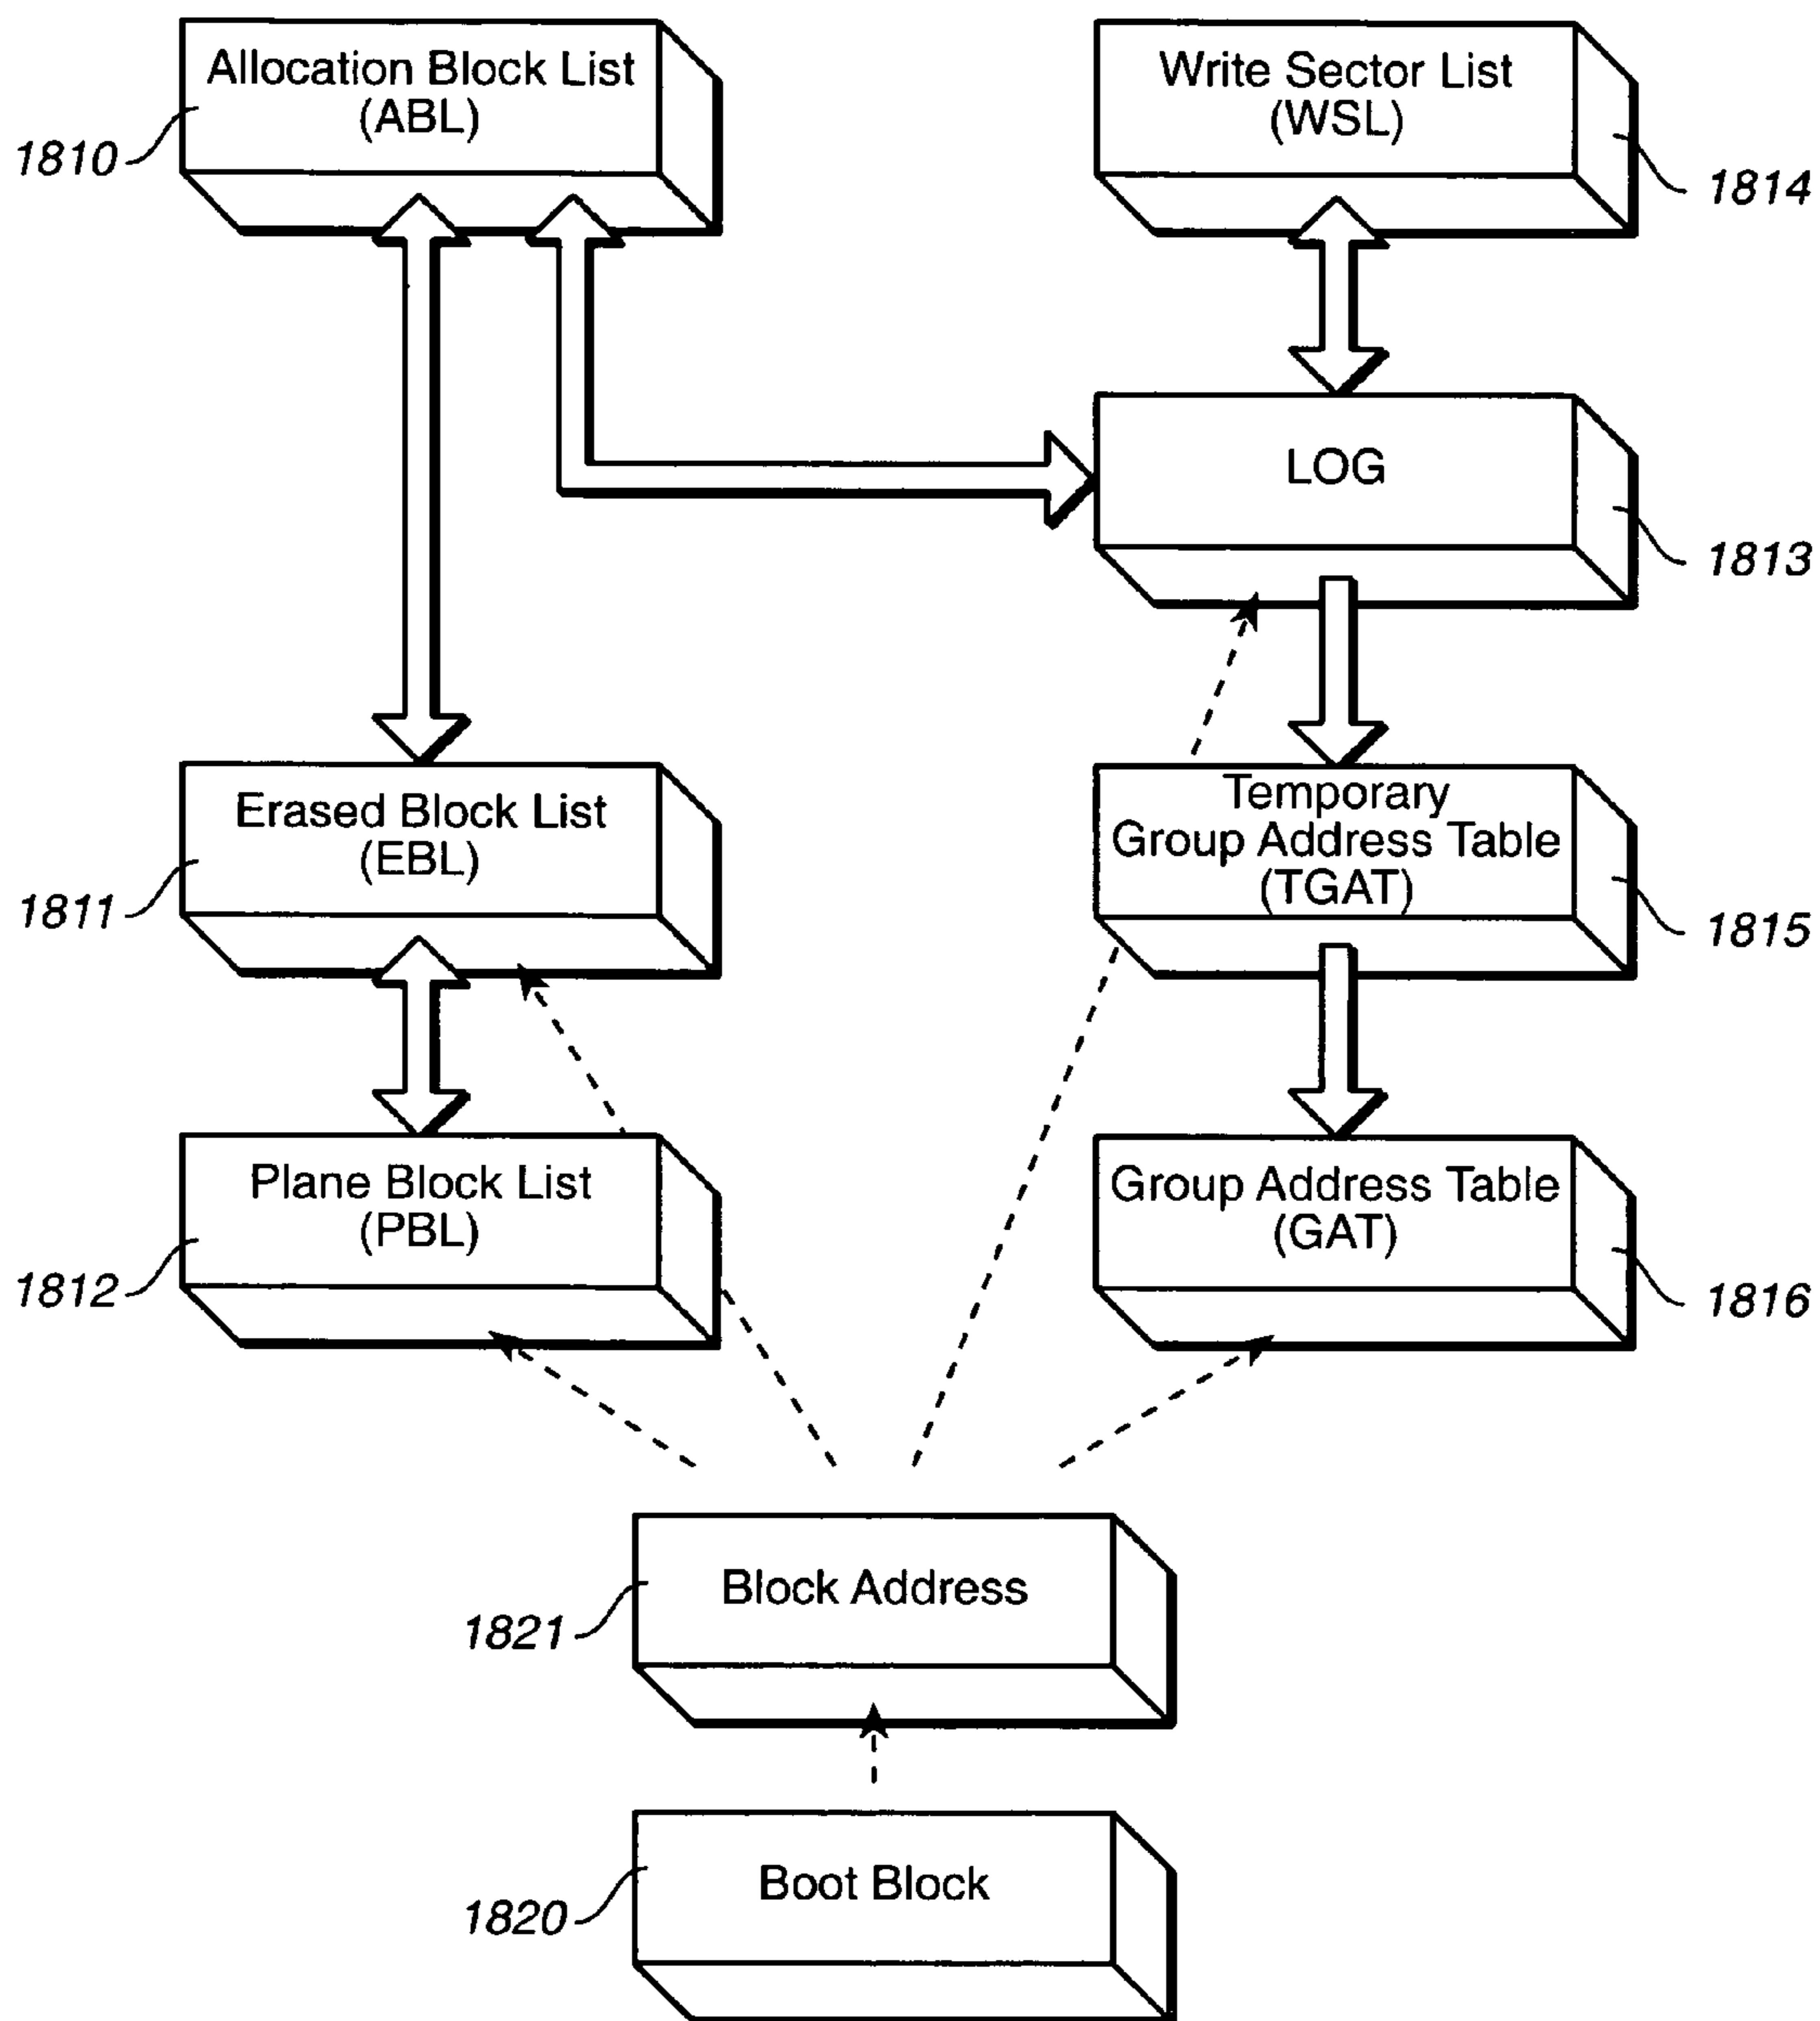 Allocation Block List
(ABL)
1810
Write Sector List
(WSL)
1814
LOG
1813
Erased Block List
(EBL)
1811
Temporary
Group Address Table
(TGAT)
1815
Plane Block List
(PBL)
1812
Group Address Table
(GAT)
1816
Block Address
1821
Boot Block
1820